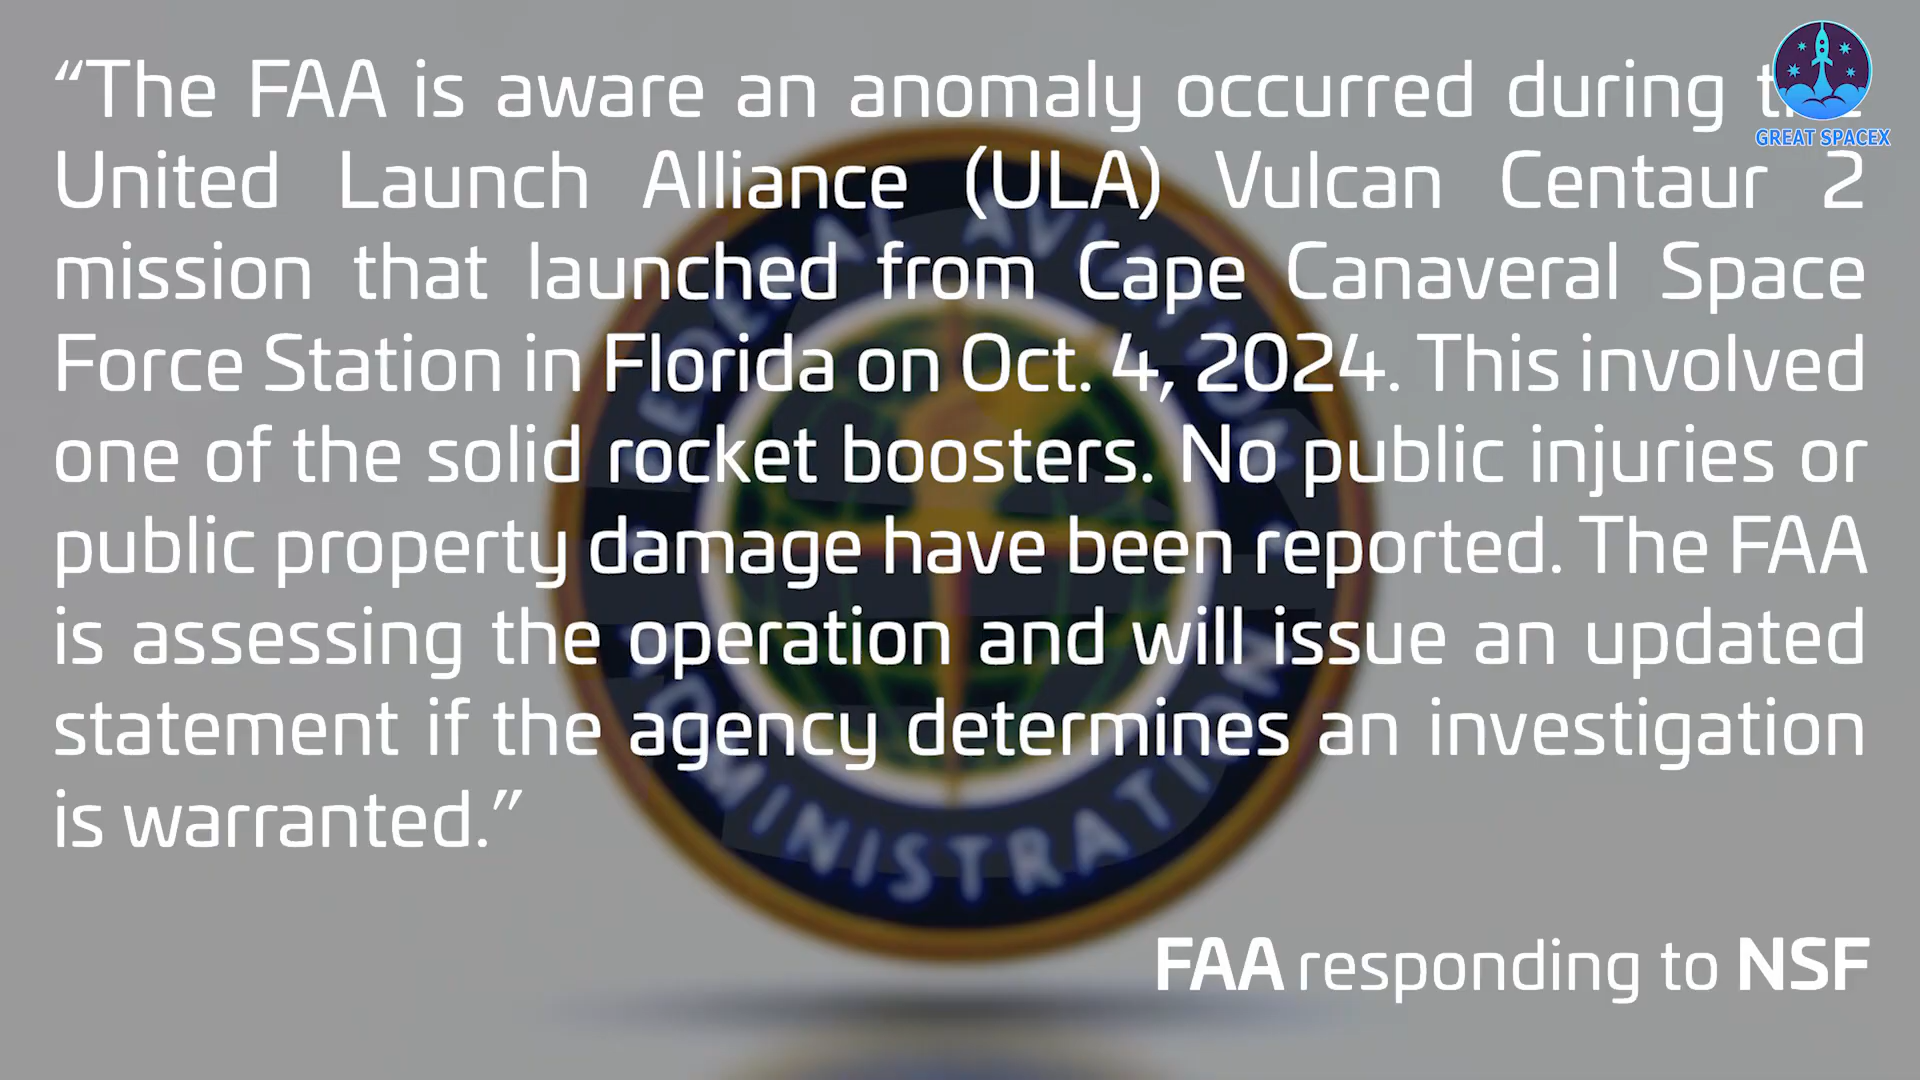 “The FAA is aware an anomaly occurred during
United Launch Alliance (ULA) Vulcan Centaur 2
mission that launched from Cape Canaveral Space
Force Station in Florida on Oct. 4, 2024. This involved
one of the solid rocket boosters. No public injuries or
public property damage have been reported. The FAA
is assessing the operation and will issue an updated
statement if the agency determines an investigation
is warranted.”
FAA responding to NSF
GREAT SPACEX
FEDERAL AVIATION
ADMINISTRATION